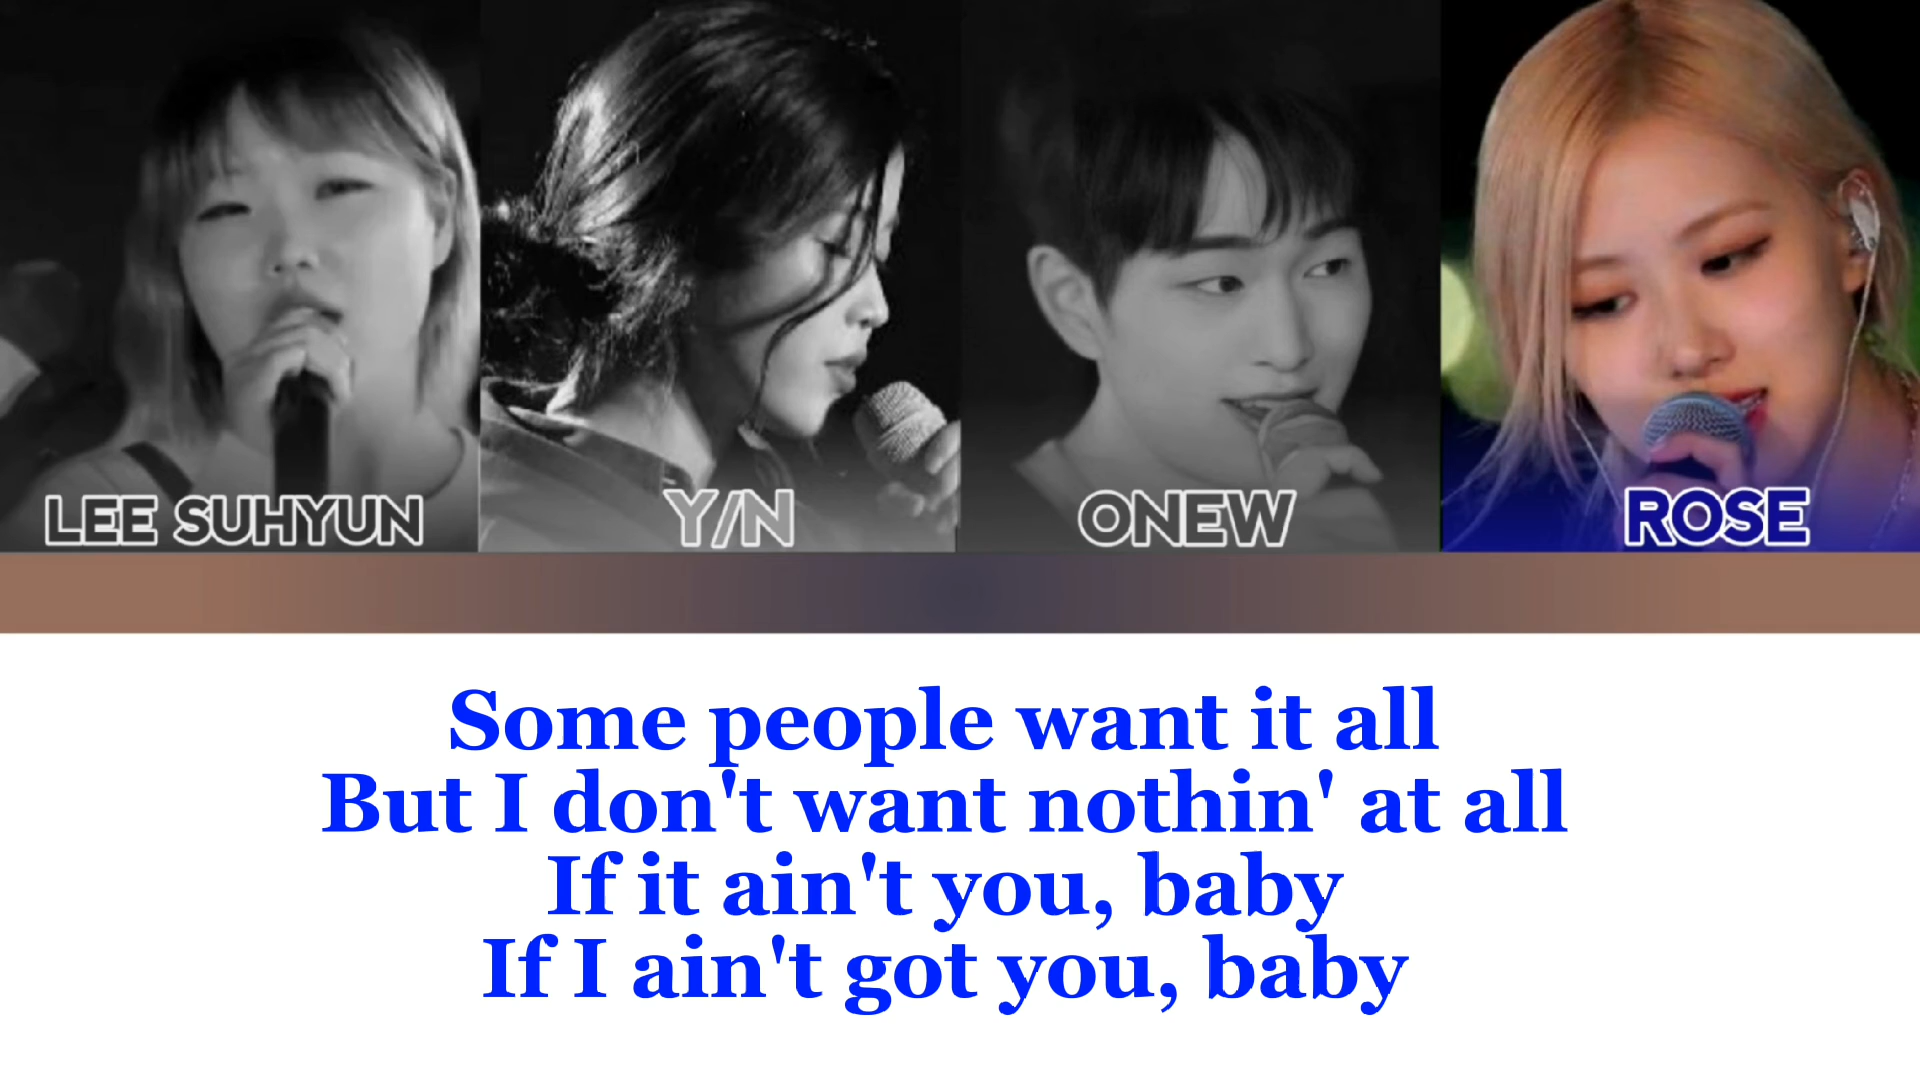 LEE SUHYUN
Y/N
ONEW
ROSE
Some people want it all
But I don't want nothin' at all
If it ain't you, baby
If I ain't got you, baby